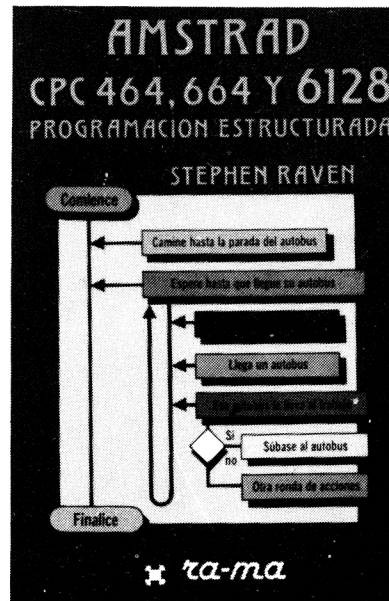 AMSTRAD
CPC 464, 664 Y 6128
PROGRAMACION ESTRUCTURADA
STEPHEN RAVEN
Comience
Camine hasta la parada del autobus
Espere hasta que llegue su autobus
Llega un autobus
Si
no
Súbase al autobus
Otra ronda de acciones
Finalice
ra-ma